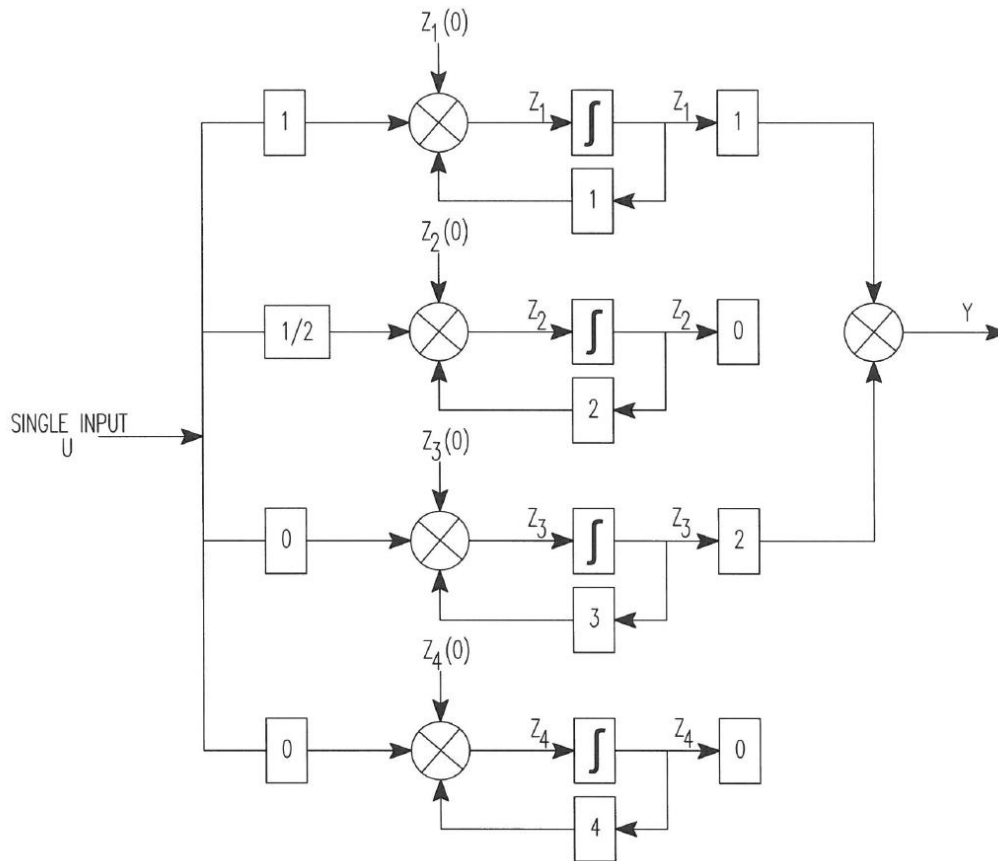 Z1(0)
1
Z1
∫
Z1
1
1
Z2(0)
1/2
Z2
∫
Z2
0
2
Y
SINGLE INPUT
U
Z3(0)
0
Z3
∫
Z3
2
3
Z4(0)
0
Z4
∫
Z4
0
4